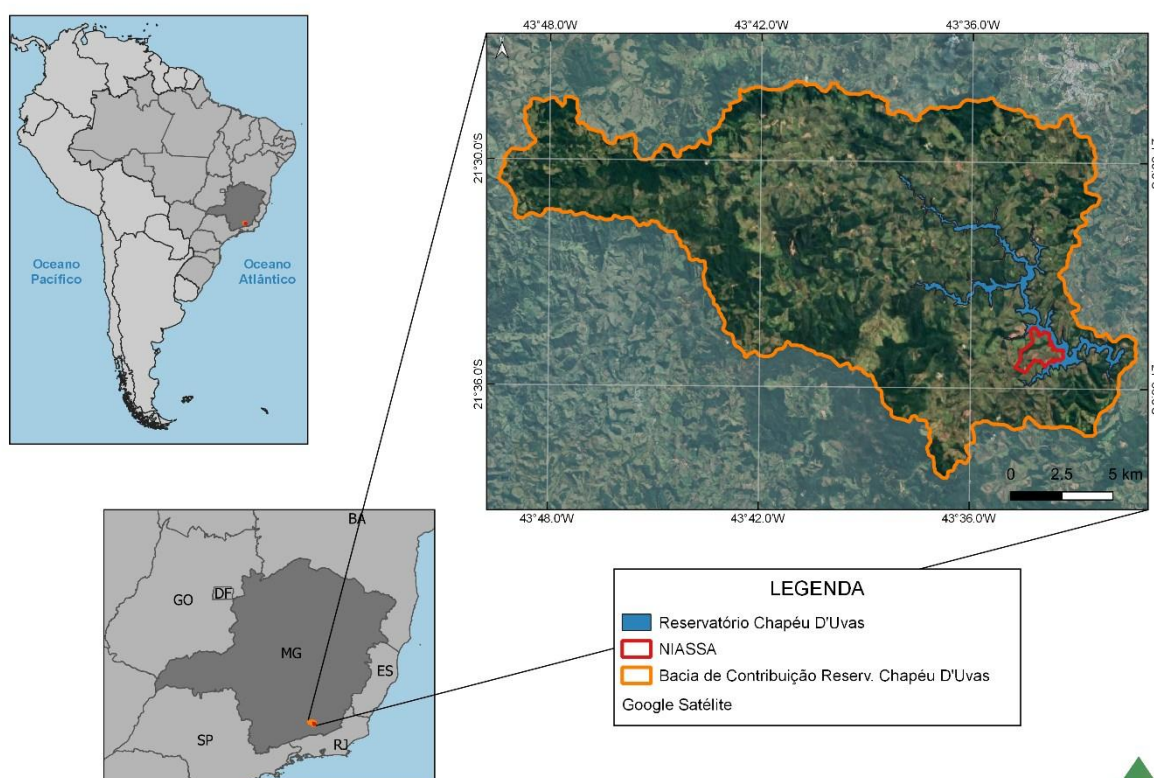 Oceano
Pacífico
Oceano
Atlântico
43°48.0'W
43°42.0'W
43°36.0'W
N
21°30.0'S
21°36.0'S
0
2.5
5 km
43°48.0'W
43°42.0'W
43°36.0'W
BA
GO
DF
MG
ES
SP
RJ
LEGENDA
Reservatório Chapéu D'Uvas
NIASSA
Bacia de Contribuição Reserv. Chapéu D'Uvas
Google Satélite